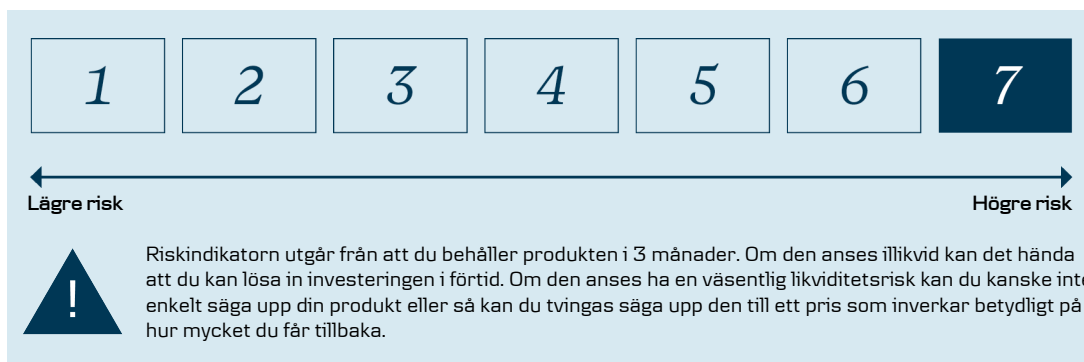 1 2 3 4 5 6 7
Lägre risk Högre risk
Riskindikatorn utgår från att du behåller produkten i 3 månader. Om den anses illikvid kan det hända
att du kan lösa in investeringen i förtid. Om den anses ha en väsentlig likviditetsrisk kan du kanske
enkelt säga upp din produkt eller så kan du tvingas säga upp den till ett pris som inverkar betydligt på
!
hur mycket du får tillbaka.